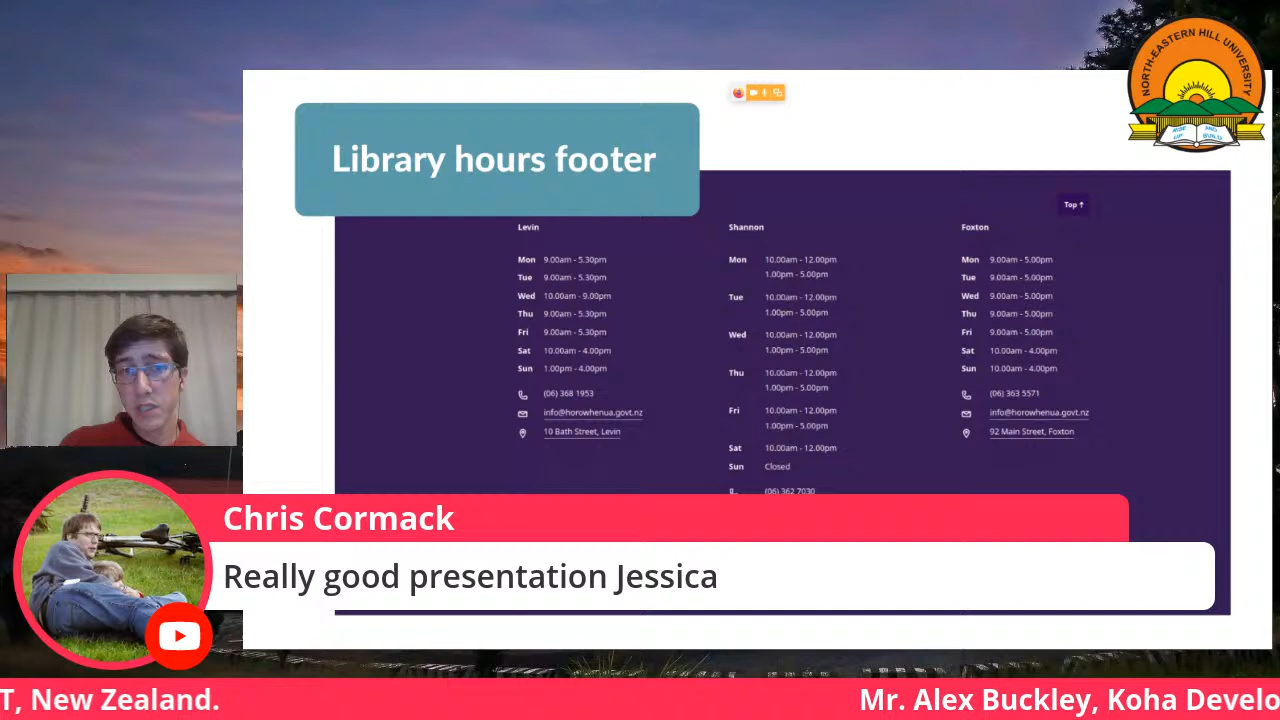 NORTH-EASTERN HILL UNIVERSITY
RISE UP AND BUILD
Library hours footer
Top ↑
Levin
Mon 9.00am - 5.30pm
Tue 9.00am - 5.30pm
Wed 10.00am - 9.00pm
Thu 9.00am - 5.30pm
Fri 9.00am - 5.30pm
Sat 10.00am - 4.00pm
Sun 1.00pm - 4.00pm
(06) 368 1953
info@horowhenua.govt.nz
10 Bath Street, Levin
Shannon
Mon 10.00am - 12.00pm
1.00pm - 5.00pm
Tue 10.00am - 12.00pm
1.00pm - 5.00pm
Wed 10.00am - 12.00pm
1.00pm - 5.00pm
Thu 10.00am - 12.00pm
1.00pm - 5.00pm
Fri 10.00am - 12.00pm
1.00pm - 5.00pm
Sat 10.00am - 12.00pm
Sun Closed
(06) 362 7030
Foxton
Mon 9.00am - 5.00pm
Tue 9.00am - 5.00pm
Wed 9.00am - 5.00pm
Thu 9.00am - 5.00pm
Fri 9.00am - 5.00pm
Sat 10.00am - 4.00pm
Sun 10.00am - 4.00pm
(06) 363 5571
info@horowhenua.govt.nz
92 Main Street, Foxton
Chris Cormack
Really good presentation Jessica
T, New Zealand.
Mr. Alex Buckley, Koha Develo